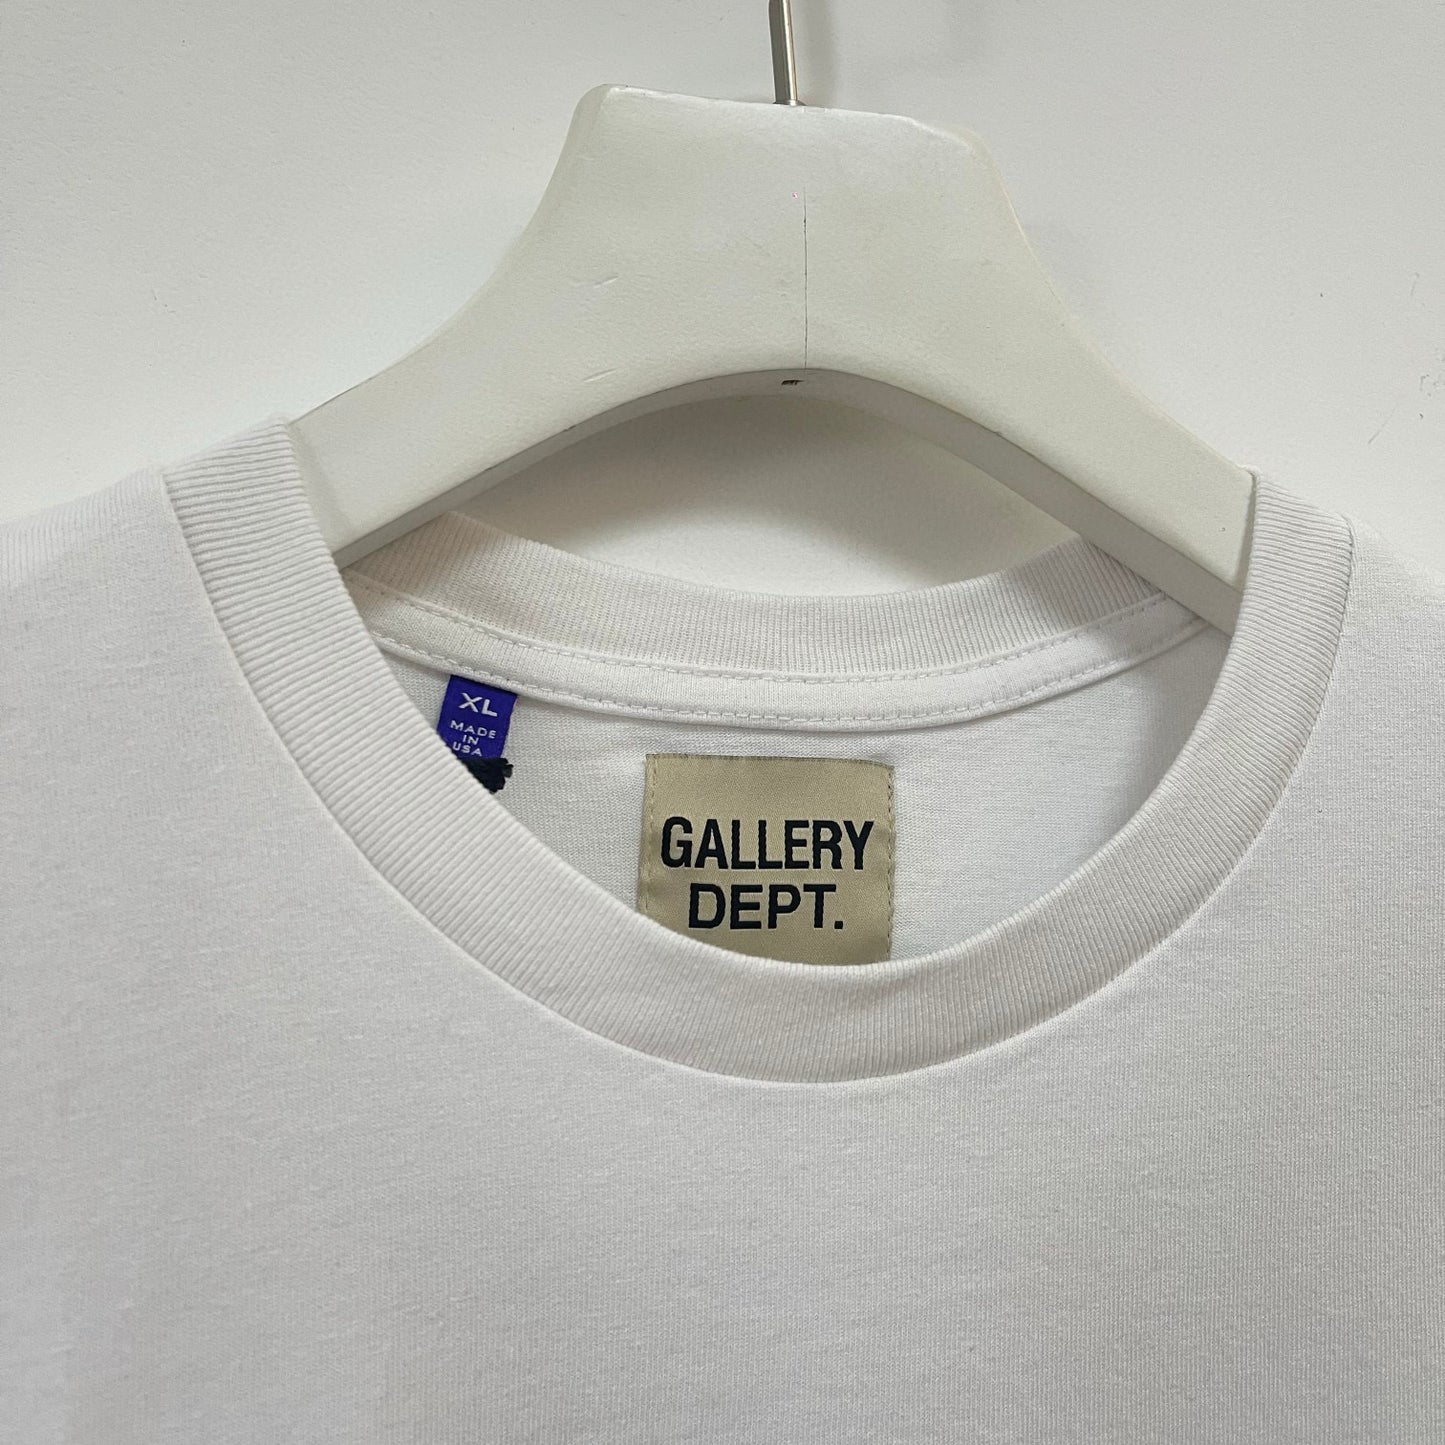 XL
MADE
IN
USA
GALLERY
DEPT.